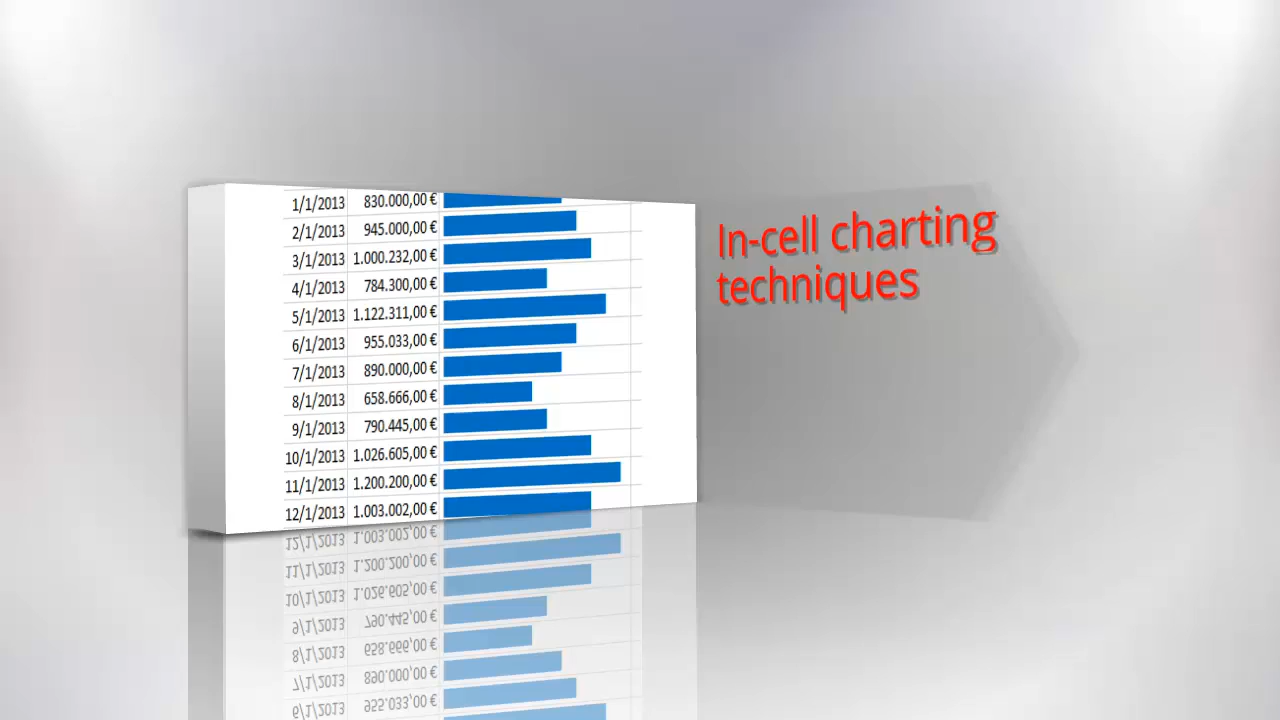 1/1/2013 830.000,00 €
2/1/2013 945.000,00 €
3/1/2013 1.000.232,00 €
4/1/2013 784.300,00 €
5/1/2013 1.122.311,00 €
6/1/2013 955.033,00 €
7/1/2013 890.000,00 €
8/1/2013 658.666,00 €
9/1/2013 790.445,00 €
10/1/2013 1.026.605,00 €
11/1/2013 1.200.200,00 €
12/1/2013 1.003.002,00 €
In-cell charting
techniques